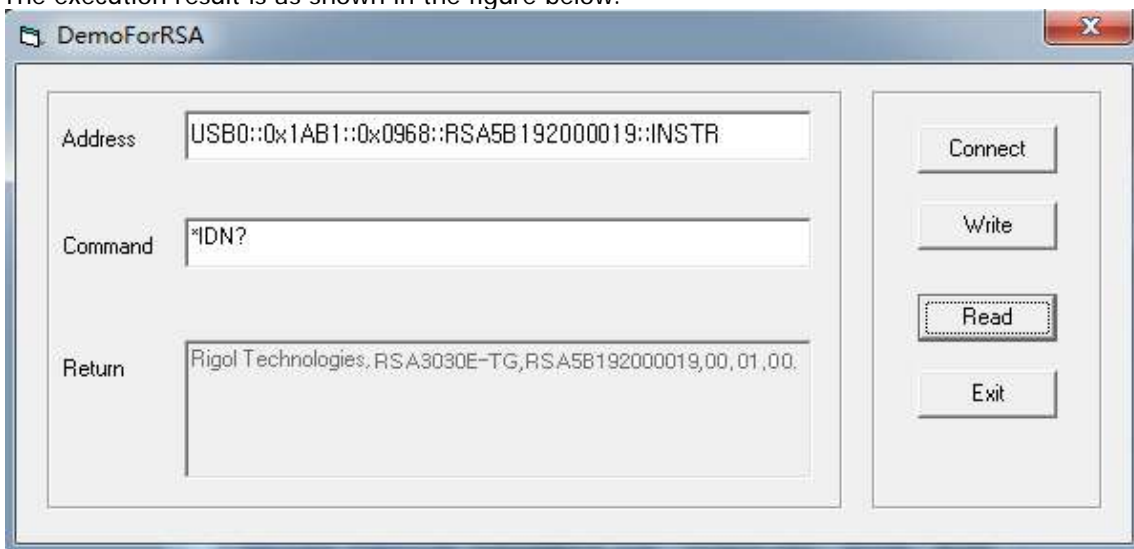 The execution result is as shown in the figure below.
DemoForRSA
Address
USB0::0x1AB1::0x0968::RSA5B192000019::INSTR
Command
*IDN?
Return
Rigol Technologies, RSA3030E-TG,RSA5B192000019,00,01,00.
Connect
Write
Read
Exit